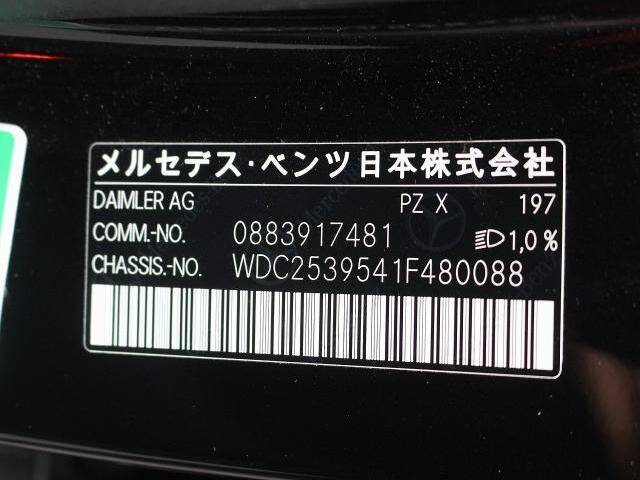 メルセデス・ベンツ日本株式会社
DAIMLER AG PZ X 197
COMM.-NO. 0883917481 1,0%
CHASSIS.-NO. WDC2539541F480088